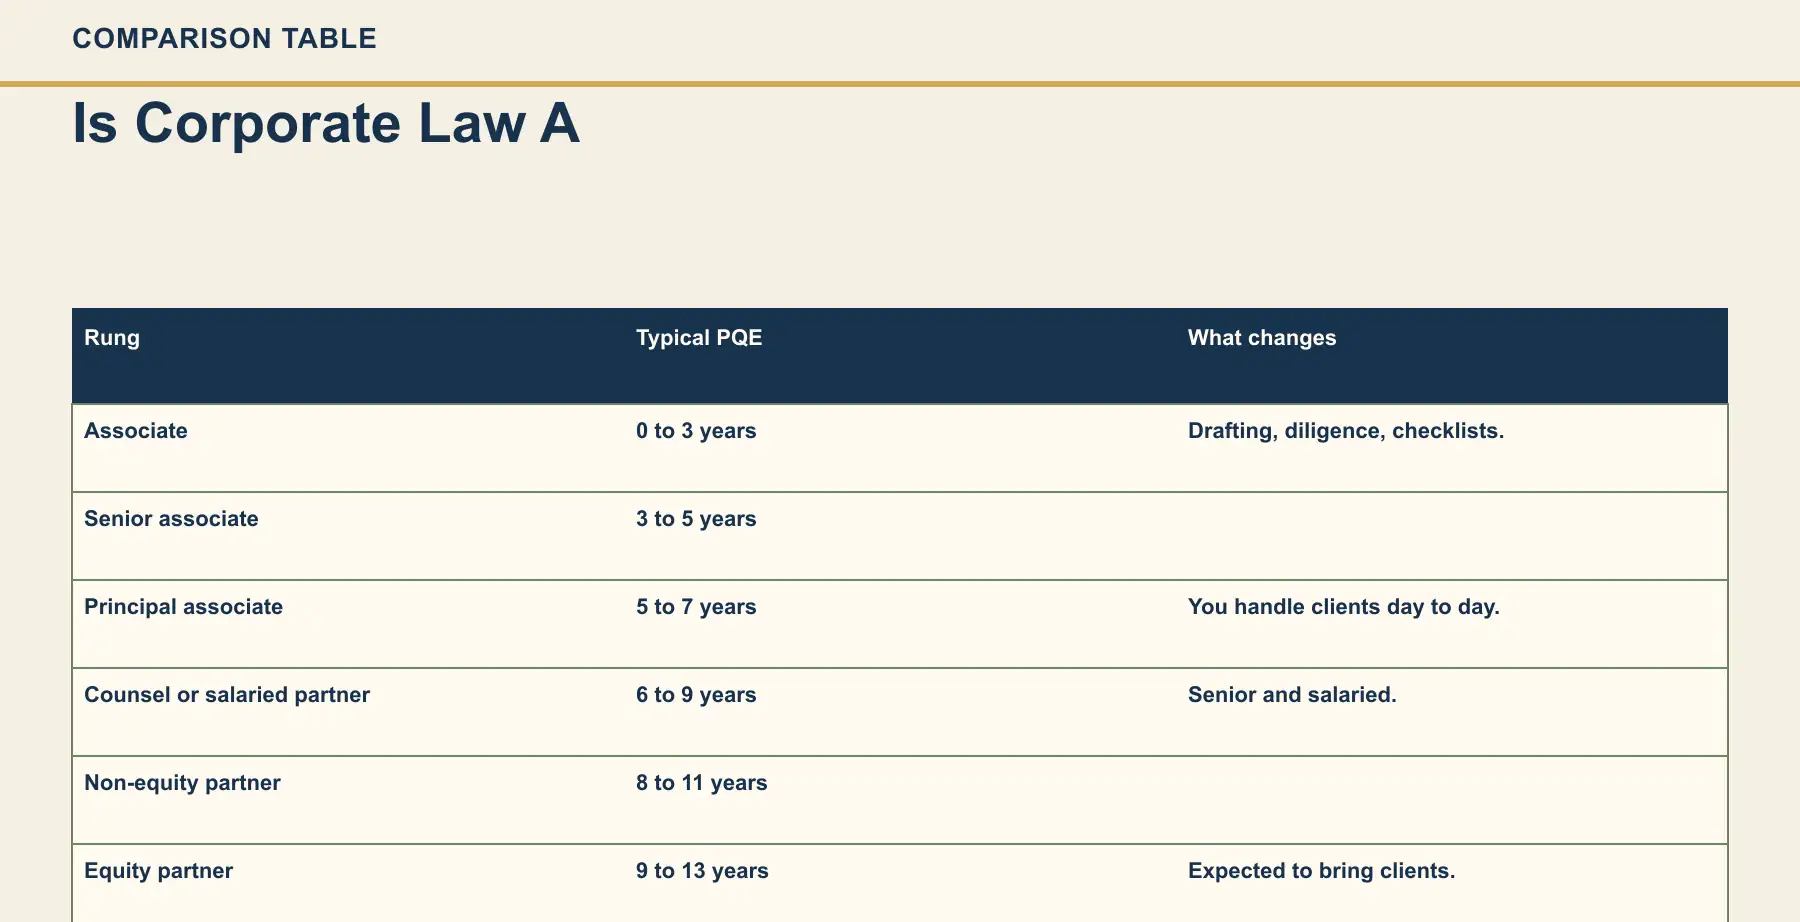 COMPARISON TABLE
Is Corporate Law A
Rung Typical PQE What changes
Associate 0 to 3 years Drafting, diligence, checklists.
Senior associate 3 to 5 years
Principal associate 5 to 7 years You handle clients day to day.
Counsel or salaried partner 6 to 9 years Senior and salaried.
Non-equity partner 8 to 11 years
Equity partner 9 to 13 years Expected to bring clients.